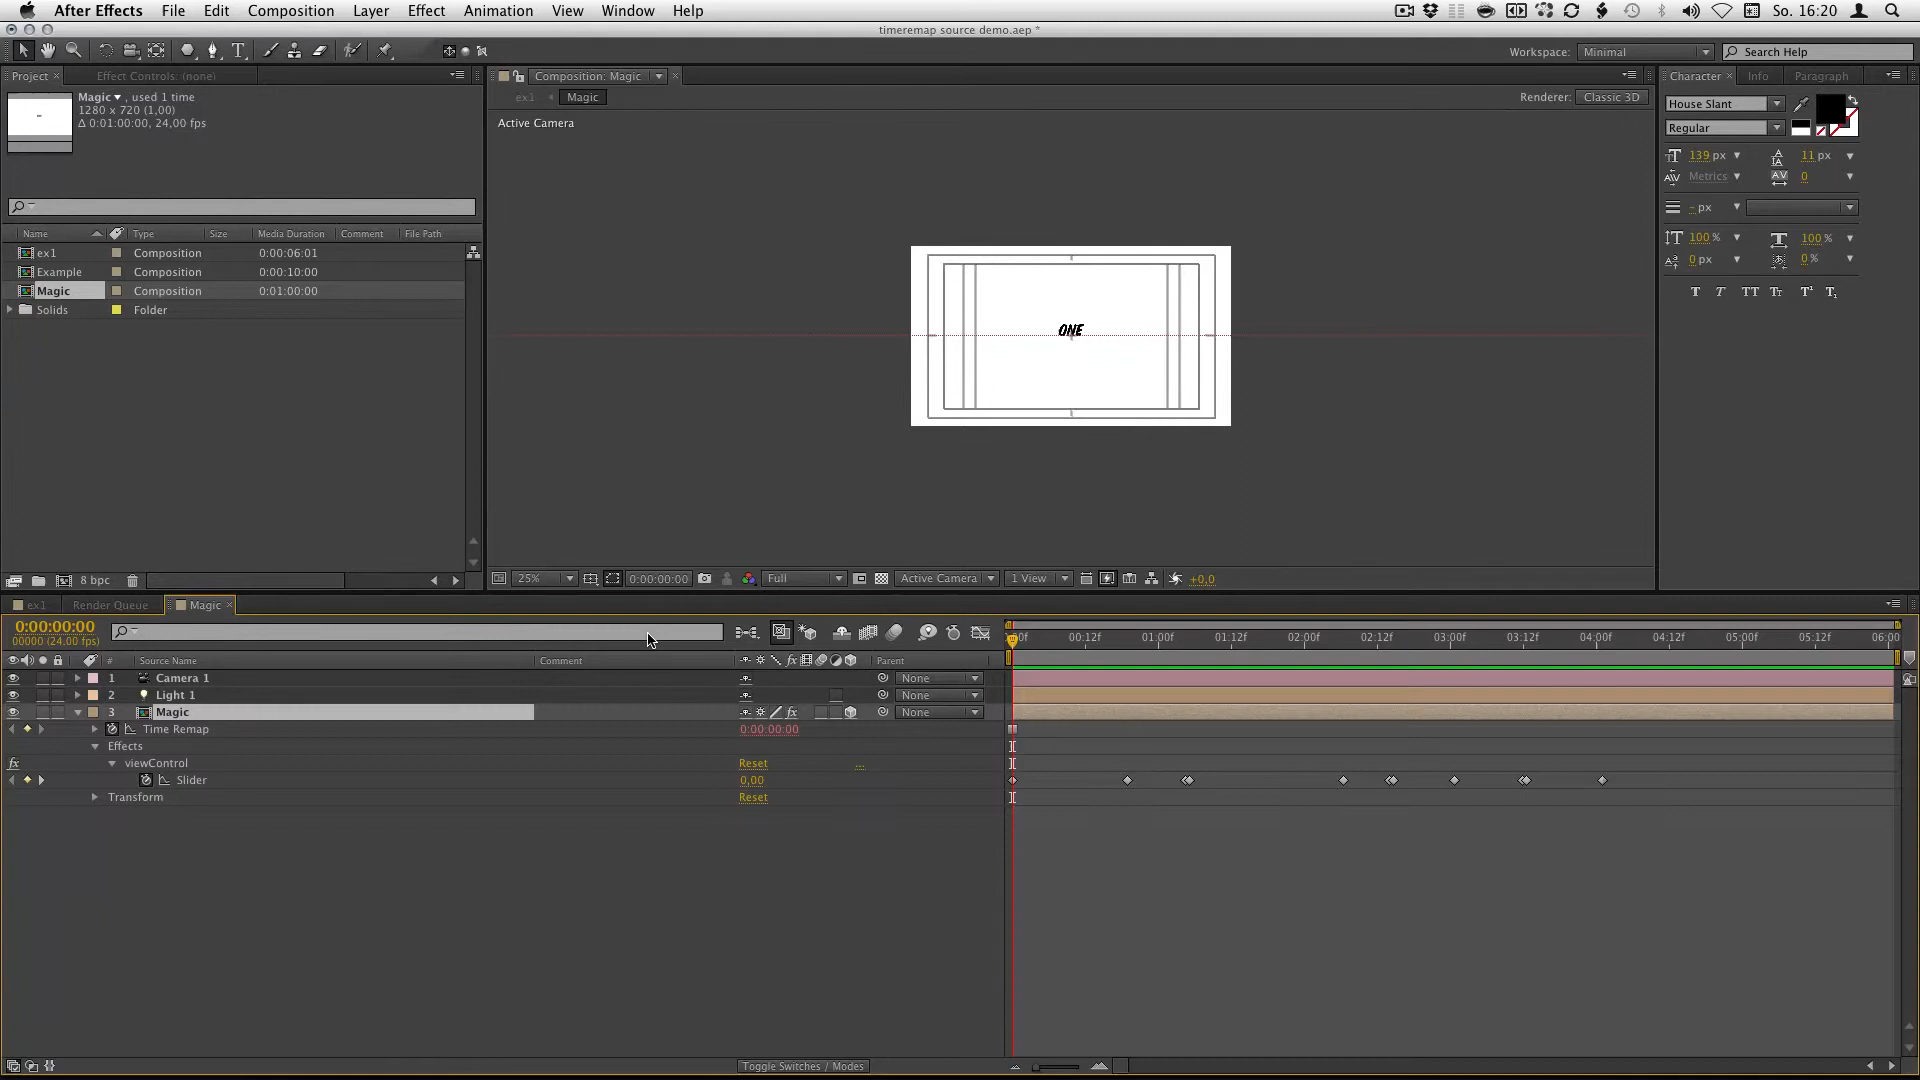 After Effects File Edit Composition Layer Effect Animation View Window Help So. 16:20
timeremap source demo.aep *
Workspace: Minimal Search Help
Project Effect Controls: (none) Composition: Magic Character Info Paragraph
Magic , used 1 time
1280 x 720 (1,00)
Δ 0:01:00:00, 24,00 fps
ex1 Magic Renderer: Classic 3D
Active Camera
House Slant
Regular
139 px 11 px
Metrics 0
- px
100 % 100 %
0 px 0 %
T T TT Tt T¹ T₁
Name Type Size Media Duration Comment File Path
ex1 Composition 0:00:06:01
Example Composition 0:00:10:00
Magic Composition 0:01:00:00
Solids Folder
ONE
8 bpc
25% 0:00:00:00 Full Active Camera 1 View +0,0
ex1 Render Queue Magic
0:00:00:00
00000 (24.00 fps)
:00f 00:12f 01:00f 01:12f 02:00f 02:12f 03:00f 03:12f 04:00f 04:12f 05:00f 05:12f 06:00
# Source Name Comment fx Parent
1 Camera 1 None
2 Light 1 None
3 Magic fx None
Time Remap 0:00:00:00
Effects
fx viewControl Reset ...
Slider 0,00
Transform Reset
Toggle Switches / Modes